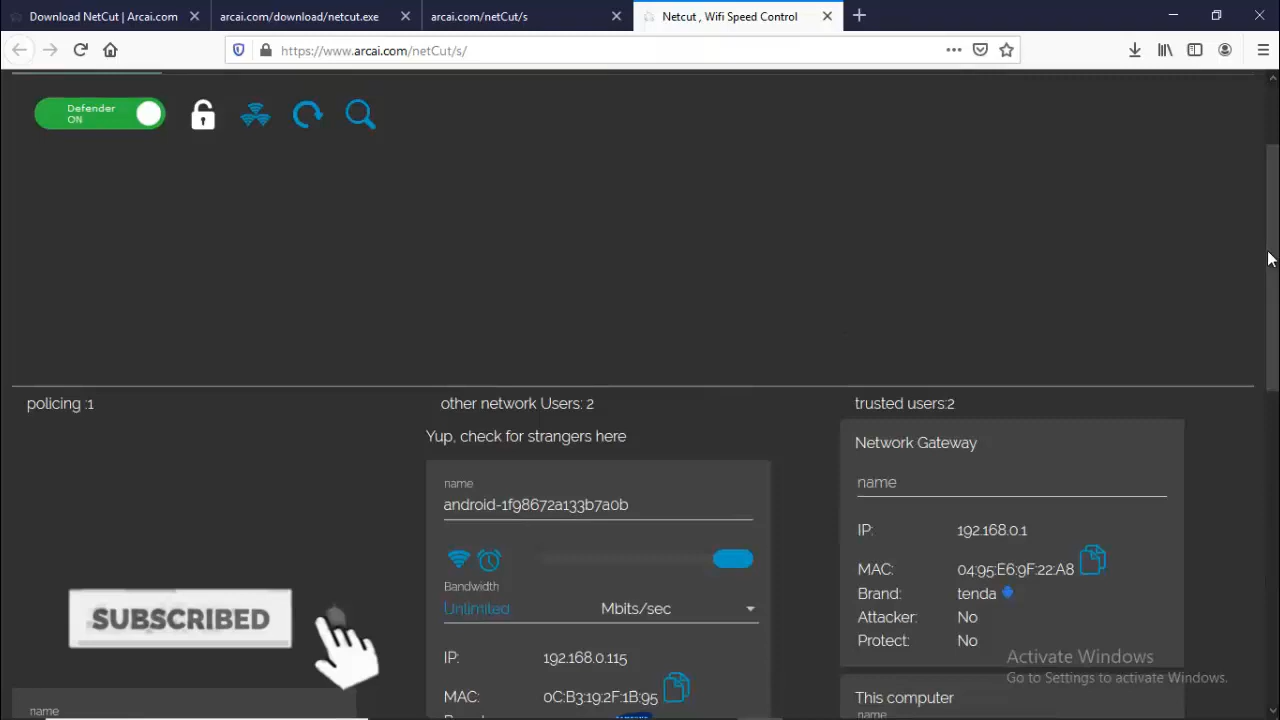 Download NetCut | Arcai.com
arcai.com/download/netcut.exe
arcai.com/netCut/s
Netcut , Wifi Speed Control
https://www.arcai.com/netCut/s/
Defender
ON
policing :1
other network Users: 2
trusted users:2
Yup, check for strangers here
Network Gateway
name
android-1f98672a133b7a0b
name
IP: 192.168.0.1
MAC: 04:95:E6:9F:22:A8
Brand: tenda
Attacker: No
Protect: No
Bandwidth
Unlimited Mbits/sec
IP: 192.168.0.115
MAC: 0C:B3:19:2F:1B:95
SUBSCRIBED
Activate Windows
Go to Settings to activate Windows.
This computer
name
name